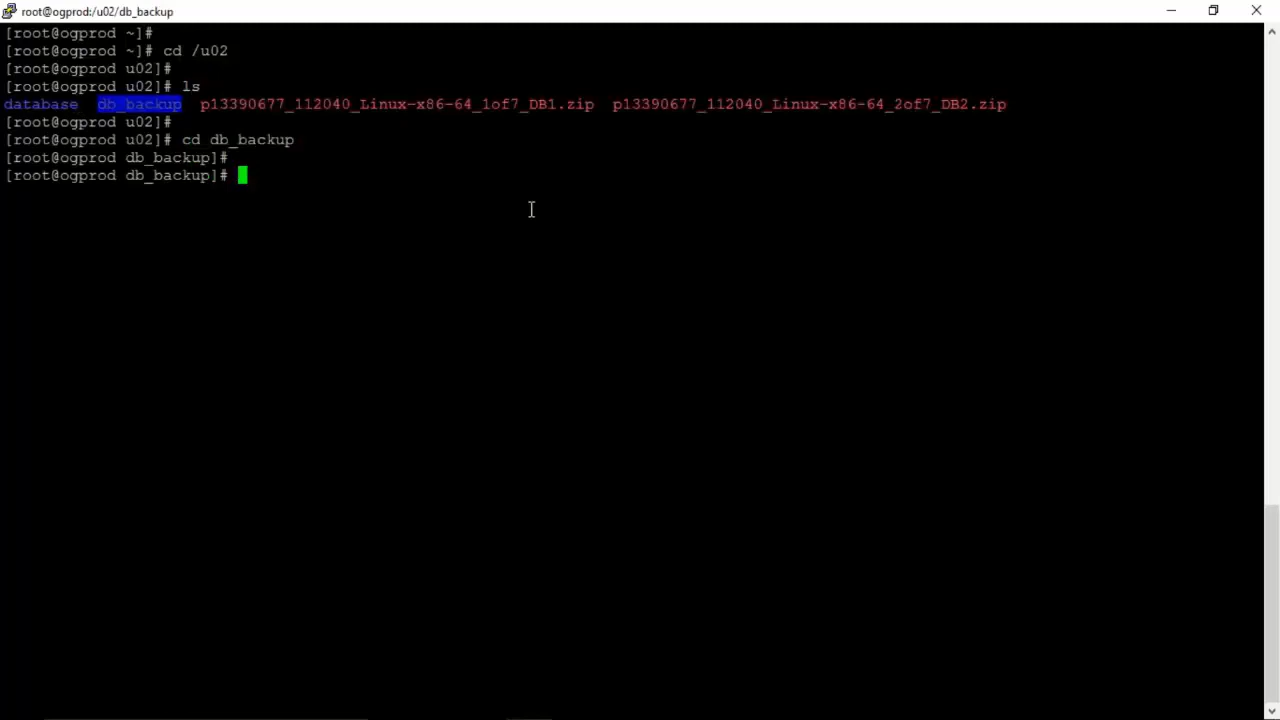 root@ogprod:/u02/db_backup
[root@ogprod ~]#
[root@ogprod ~]# cd /u02
[root@ogprod u02]#
[root@ogprod u02]# ls
database  db_backup  p13390677_112040_Linux-x86-64_1of7_DB1.zip  p13390677_112040_Linux-x86-64_2of7_DB2.zip
[root@ogprod u02]#
[root@ogprod u02]# cd db_backup
[root@ogprod db_backup]#
[root@ogprod db_backup]#